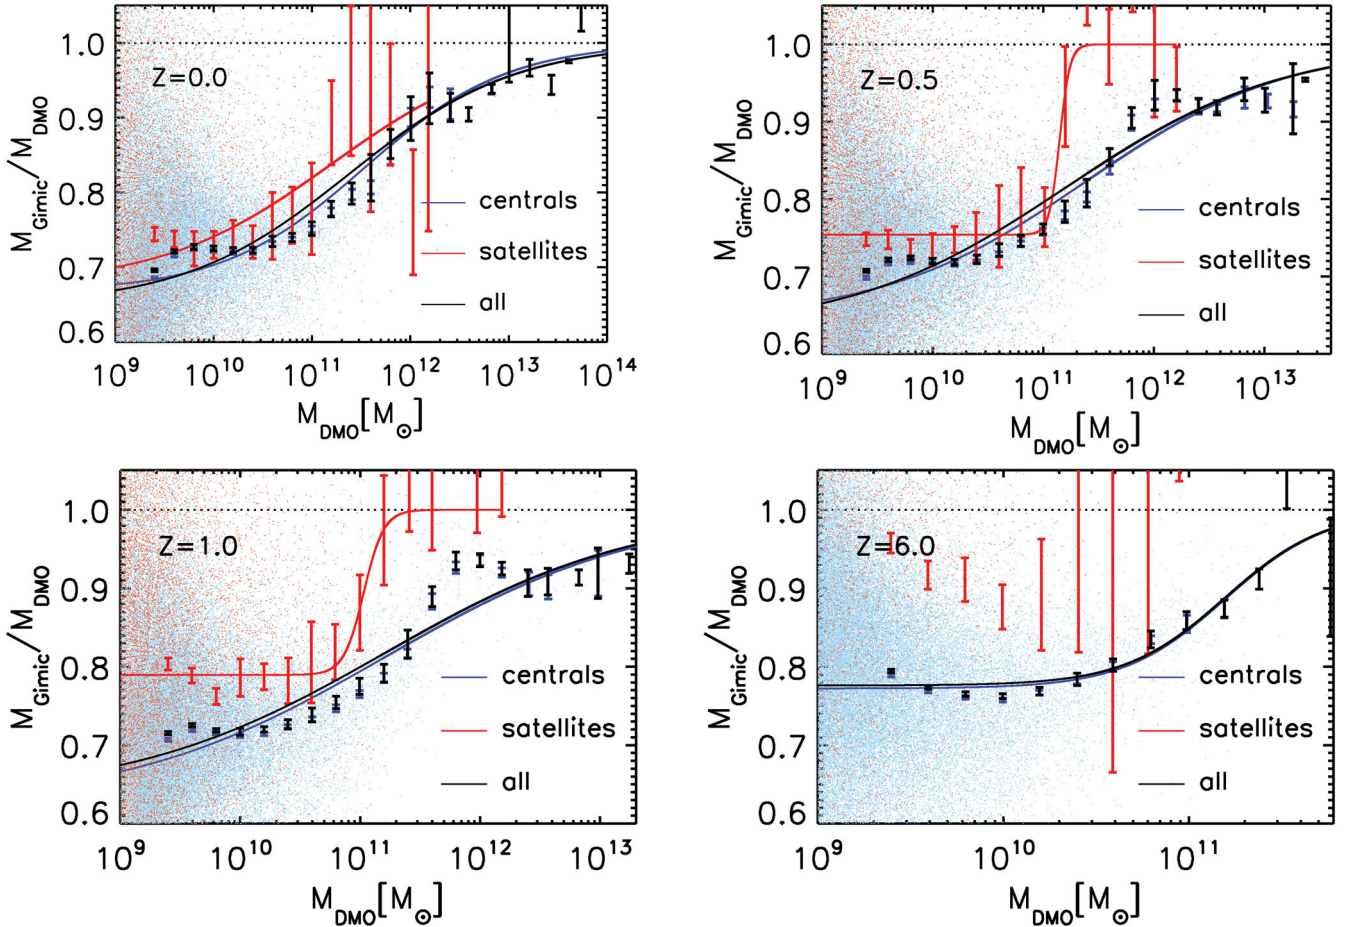 1.0
0.9
0.8
0.7
0.6
M_Gimic/M_DMO
Z=0.0
centrals
satellites
all
10^9 10^10 10^11 10^12 10^13 10^14
M_DMO[M_⊙]
1.0
0.9
0.8
0.7
0.6
M_Gimic/M_DMO
Z=0.5
centrals
satellites
all
10^9 10^10 10^11 10^12 10^13
M_DMO[M_⊙]
1.0
0.9
0.8
0.7
0.6
M_Gimic/M_DMO
Z=1.0
centrals
satellites
all
10^9 10^10 10^11 10^12 10^13
M_DMO[M_⊙]
1.0
0.9
0.8
0.7
0.6
M_Gimic/M_DMO
Z=6.0
centrals
satellites
all
10^9 10^10 10^11
M_DMO[M_⊙]